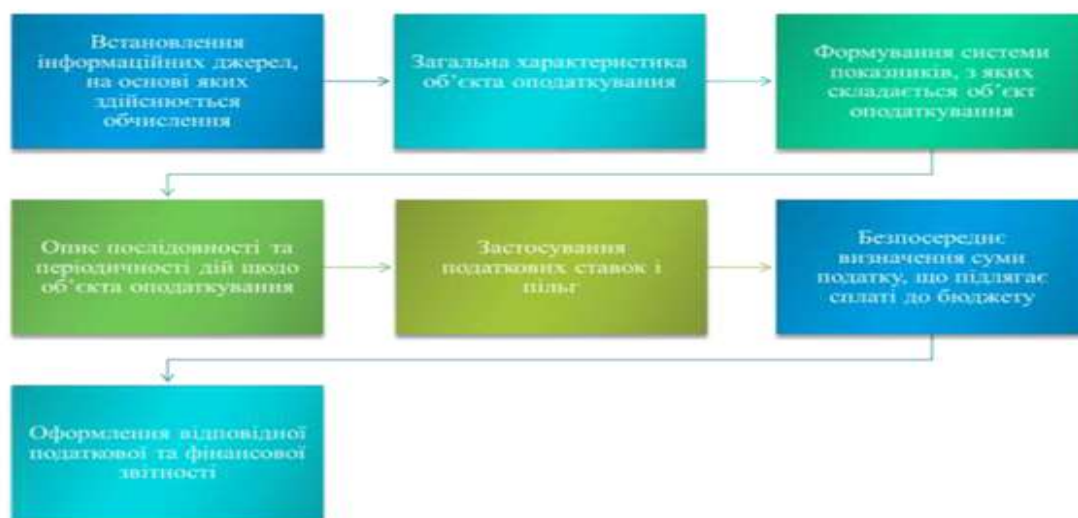 Встановлення
інформаційних джерел,
на основі яких
здійснюється
обчислення
Загальна характеристика
об’єкта оподаткування
Формування системи
показників, з яких
складається об’єкт
оподаткування
Опис послідовності та
періодичності дій щодо
об’єкта оподаткування
Застосування
податкових ставок і
пільг
Безпосереднє
визначення суми
податку, що підлягає
сплаті до бюджету
Оформлення відповідної
податкової та фінансової
звітності